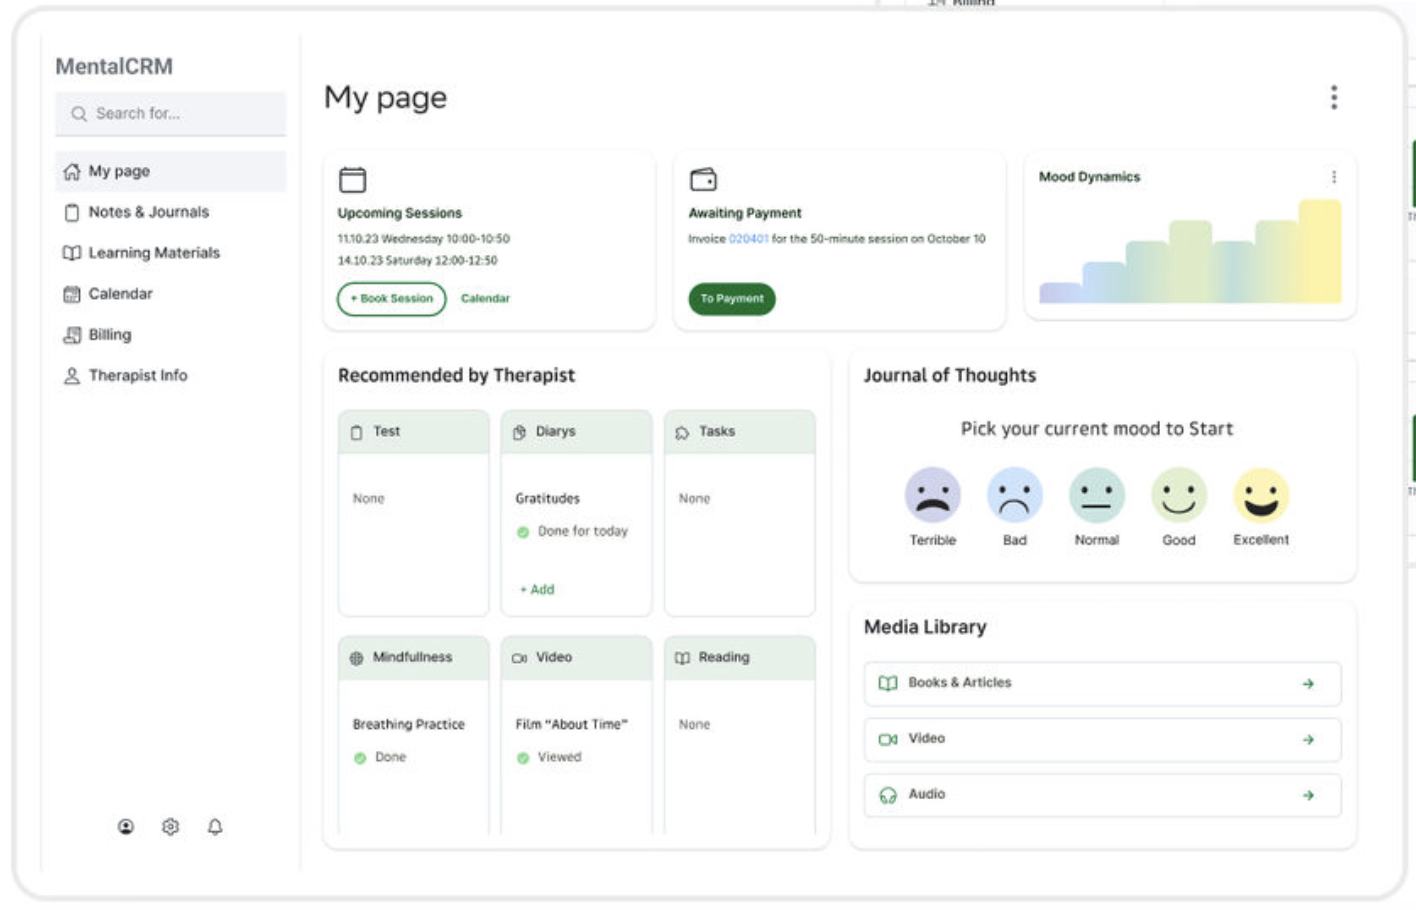 Billing
MentalCRM
Search for...
My page
Notes & Journals
Learning Materials
Calendar
Billing
Therapist Info
My page
Upcoming Sessions
11.10.23 Wednesday 10:00-10:50
14.10.23 Saturday 12:00-12:50
+ Book Session
Calendar
Awaiting Payment
Invoice 020401 for the 50-minute session on October 10
To Payment
Mood Dynamics
Recommended by Therapist
Test
None
Diarys
Gratitudes
Done for today
+ Add
Tasks
None
Mindfullness
Breathing Practice
Done
Video
Film “About Time”
Viewed
Reading
None
Journal of Thoughts
Pick your current mood to Start
Terrible
Bad
Normal
Good
Excellent
Media Library
Books & Articles
Video
Audio